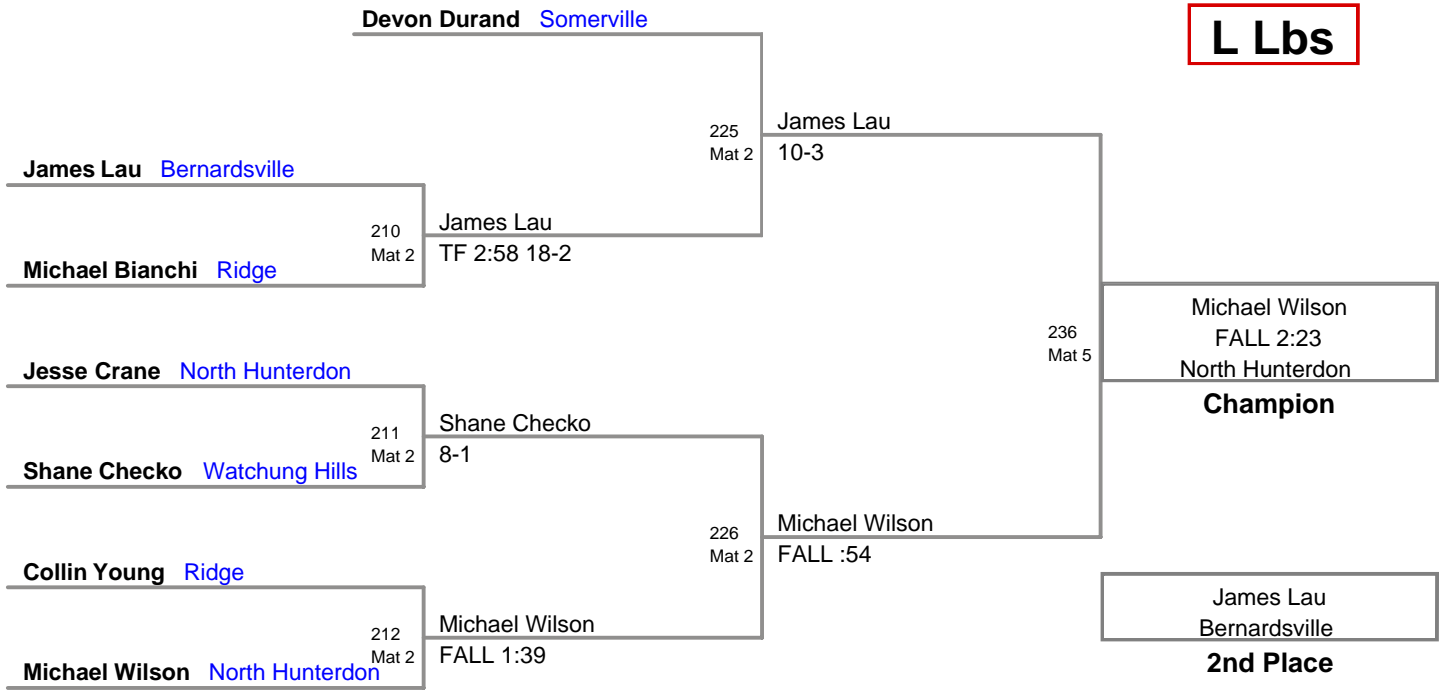 Devon Durand Somerville
L Lbs
225
Mat 2
James Lau
10-3
James Lau Bernardsville
210
Mat 2
James Lau
TF 2:58 18-2
Michael Bianchi Ridge
236
Mat 5
Michael Wilson
FALL 2:23
North Hunterdon
Champion
Jesse Crane North Hunterdon
211
Mat 2
Shane Checko
8-1
Shane Checko Watchung Hills
226
Mat 2
Michael Wilson
FALL :54
Collin Young Ridge
212
Mat 2
Michael Wilson
FALL 1:39
Michael Wilson North Hunterdon
James Lau
Bernardsville
2nd Place